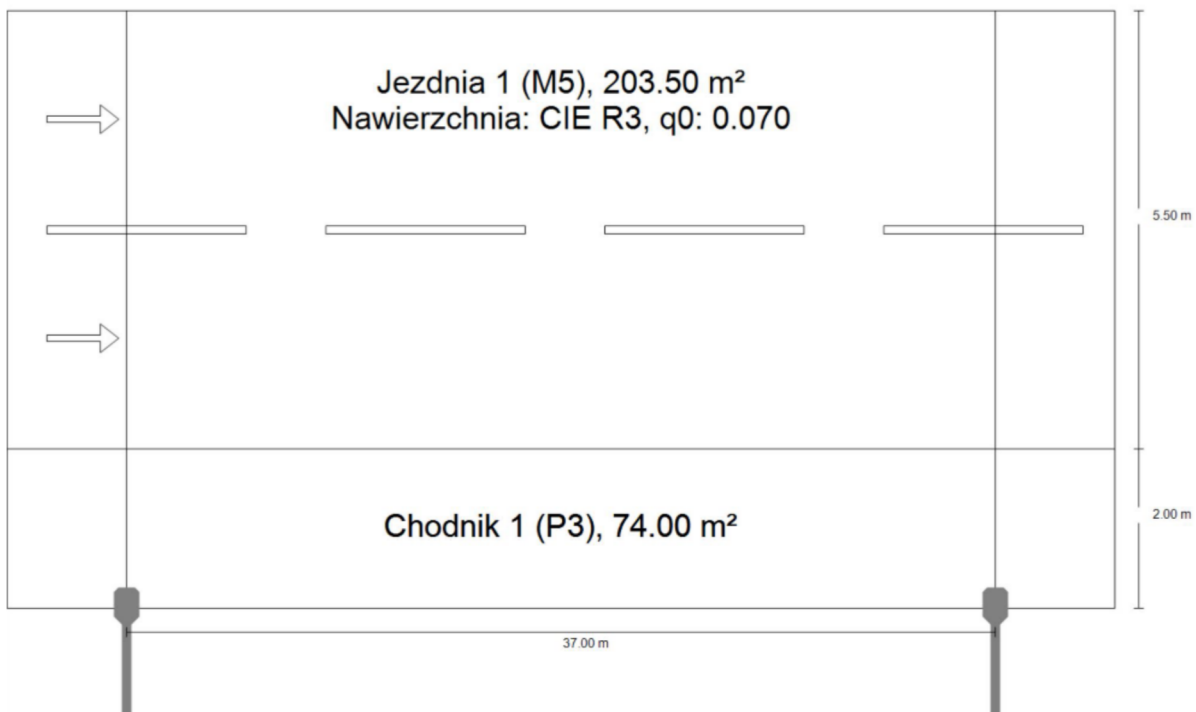 Jezdnia 1 (M5), 203.50 m²
Nawierzchnia: CIE R3, q0: 0.070
5.50 m
Chodnik 1 (P3), 74.00 m²
2.00 m
37.00 m